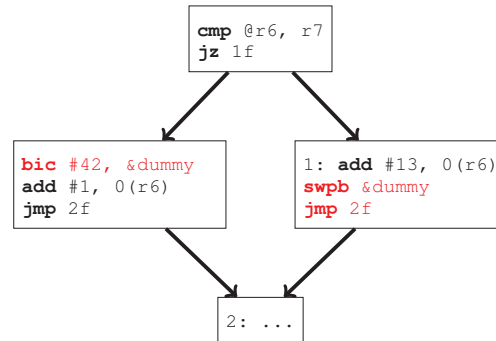 cmp @r6, r7
jz 1f
bic #42, &dummy
add #1, 0(r6)
jmp 2f
1: add #13, 0(r6)
swpb &dummy
jmp 2f
2: ...